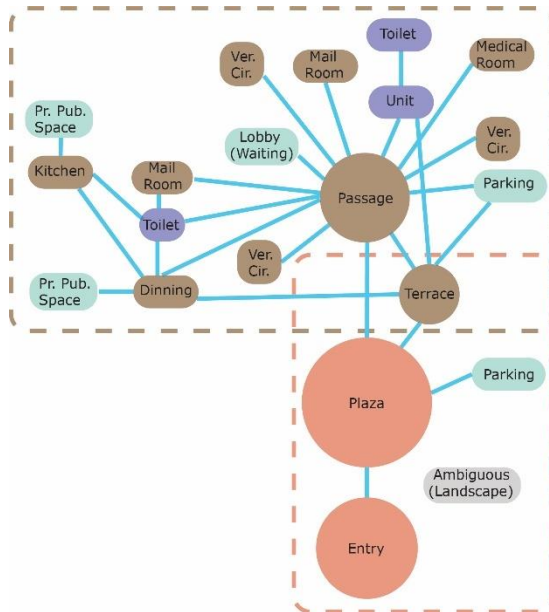 Toilet
Ver.
Cir.
Mail
Room
Medical
Room
Unit
Pr. Pub.
Space
Lobby
(Waiting)
Ver.
Cir.
Kitchen
Mail
Room
Passage
Parking
Toilet
Ver.
Cir.
Pr. Pub.
Space
Dinning
Terrace
Plaza
Parking
Ambiguous
(Landscape)
Entry